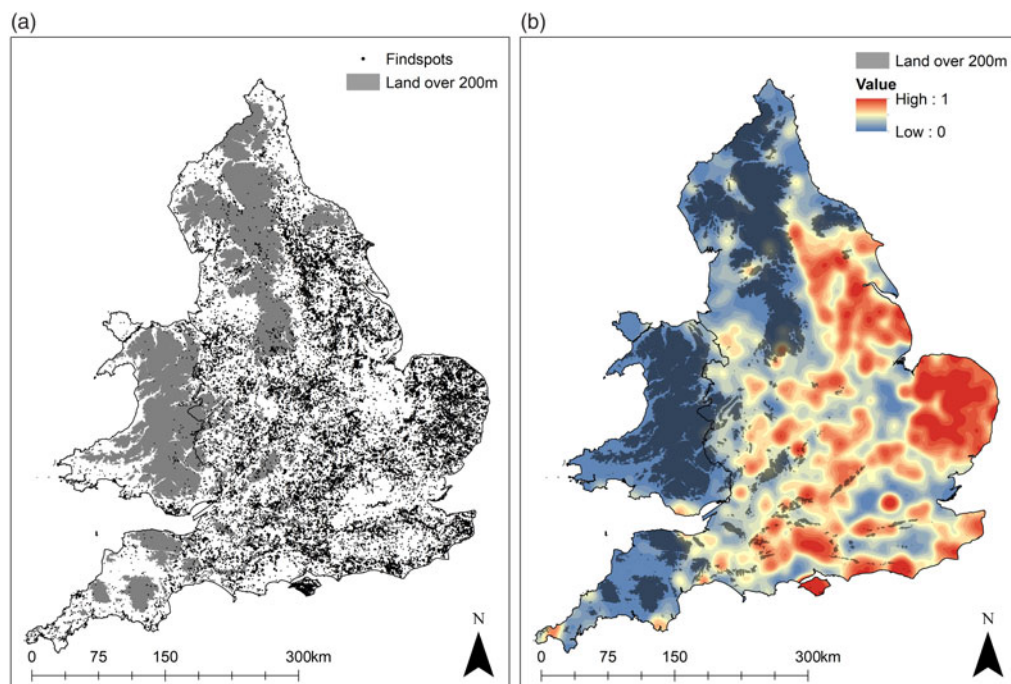 (a)
Findspots
Land over 200m
N
0 75 150 300km
(b)
Land over 200m
Value
High : 1
Low : 0
N
0 75 150 300km